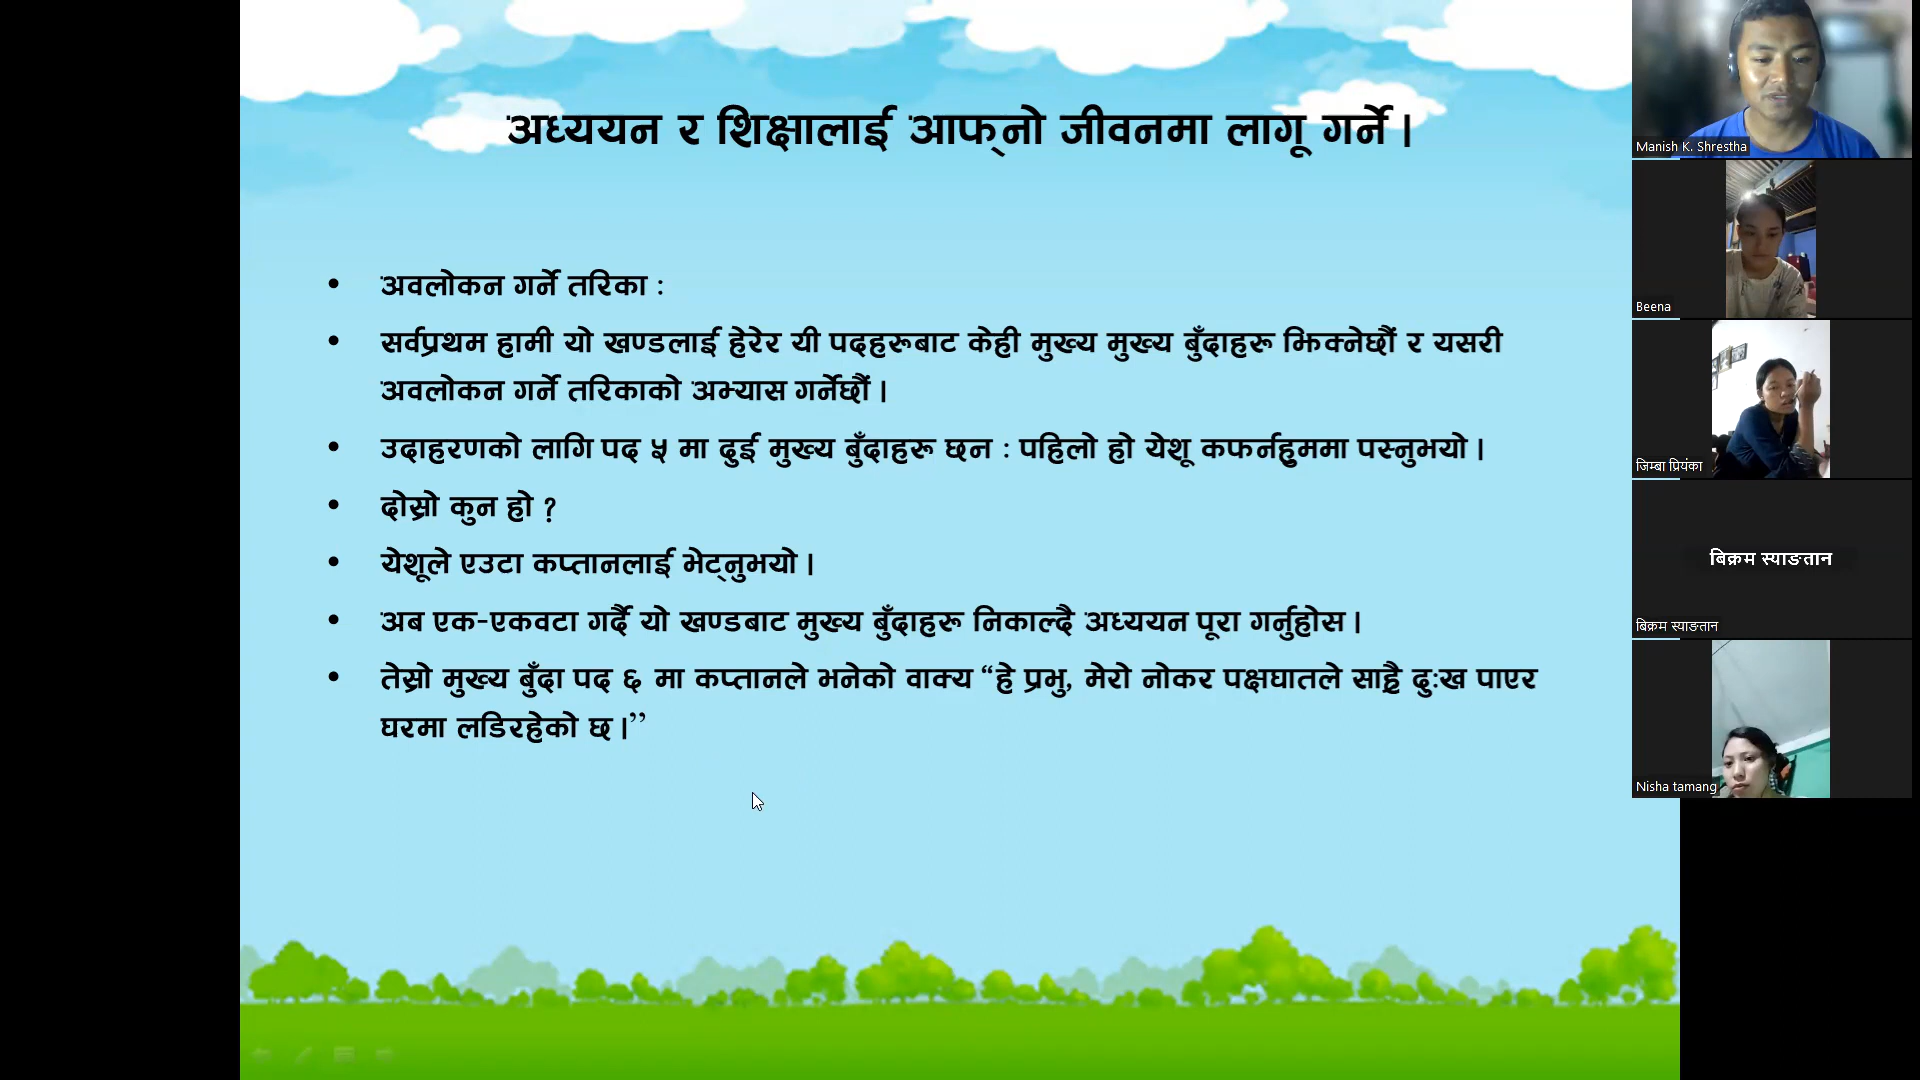 अध्ययन र शिक्षालाई आफ्नो जीवनमा लागू गर्ने ।
• अवलोकन गर्ने तरिका :
• सर्वप्रथम हामी यो खण्डलाई हेरेर यी पदहरूबाट केही मुख्य मुख्य बुँदाहरू झिक्नेछौं र यसरी
अवलोकन गर्ने तरिकाको अभ्यास गर्नेछौं ।
• उदाहरणको लागि पद ५ मा दुई मुख्य बुँदाहरू छन : पहिलो हो येशू कफर्नहुममा पस्नुभयो ।
• दोस्रो कुन हो ?
• येशूले एउटा कप्तानलाई भेट्नुभयो ।
• अब एक-एकवटा गर्दै यो खण्डबाट मुख्य बुँदाहरू निकाल्दै अध्ययन पूरा गर्नुहोस ।
• तेस्रो मुख्य बुँदा पद ६ मा कप्तानले भनेको वाक्य “हे प्रभु, मेरो नोकर पक्षघातले साह्रै दुःख पाएर
घरमा लडिरहेको छ ।”
Manish K. Shrestha
Beena
जिम्बा प्रियंका
बिक्रम स्याङतान
बिक्रम स्याङतान
Nisha tamang